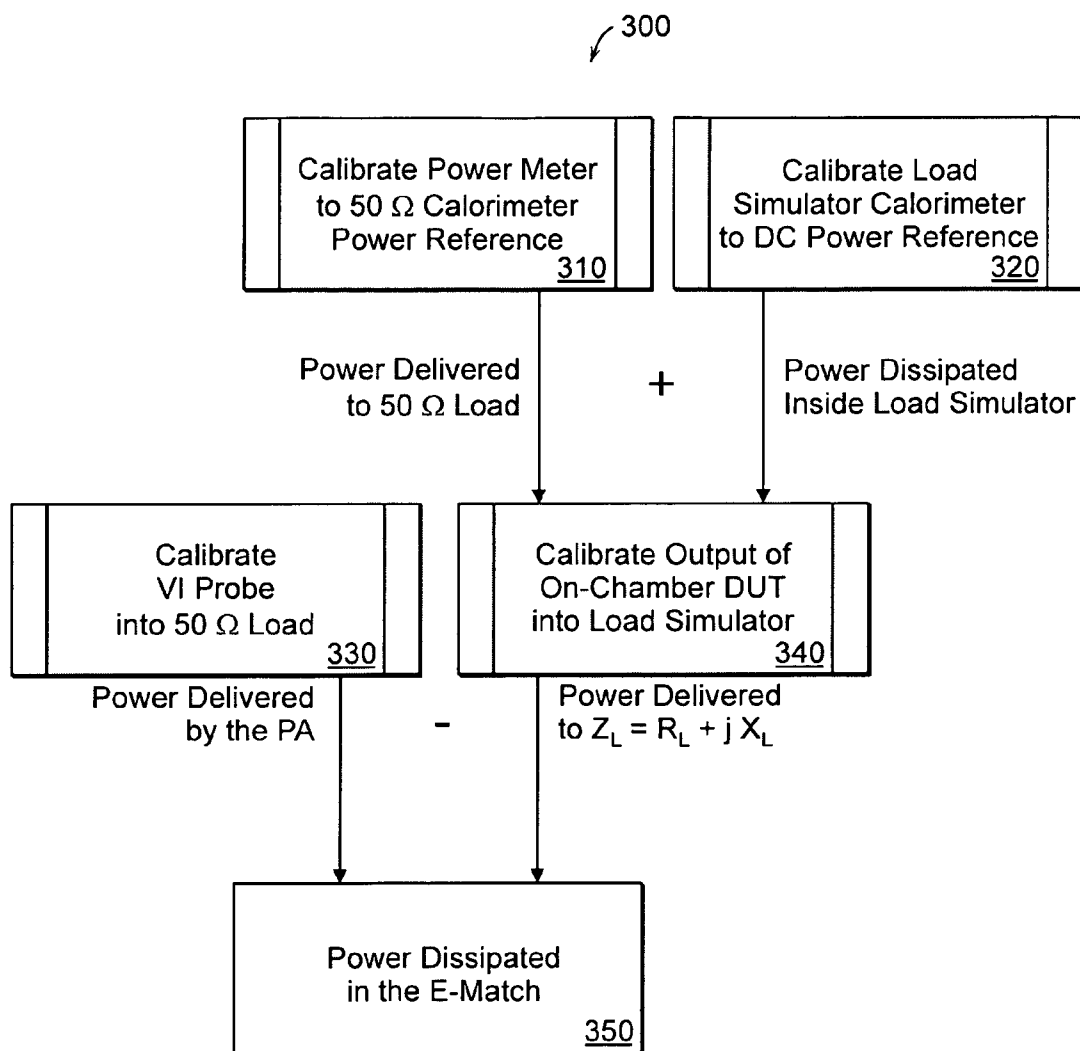 300
Calibrate Power Meter
to 50 Ω Calorimeter
Power Reference
310
Calibrate Load
Simulator Calorimeter
to DC Power Reference
320
Power Delivered
to 50 Ω Load
+
Power Dissipated
Inside Load Simulator
Calibrate
VI Probe
into 50 Ω Load
330
Calibrate Output of
On-Chamber DUT
into Load Simulator
340
Power Delivered
by the PA
-
Power Delivered
to Z_L = R_L + j X_L
Power Dissipated
in the E-Match
350